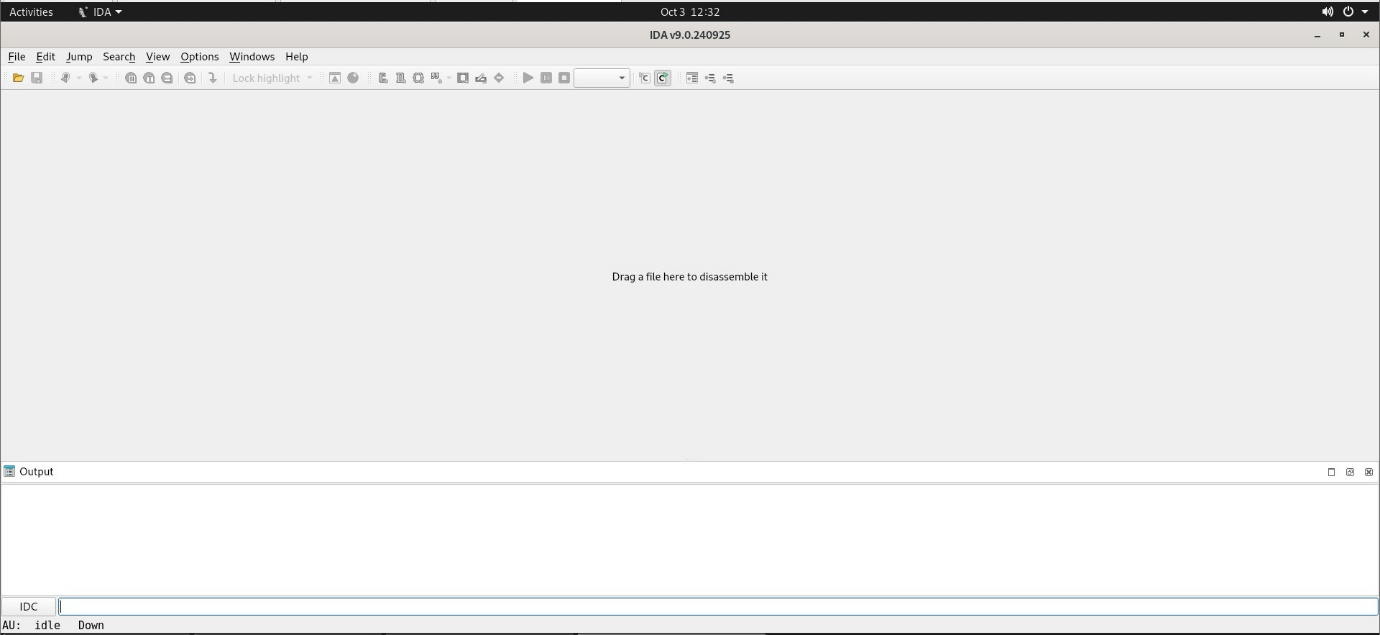 Activities IDA Oct 3 12:32
IDA v9.0.240925
File Edit Jump Search View Options Windows Help
Lock highlight
Drag a file here to disassemble it
Output
IDC
AU: idle Down